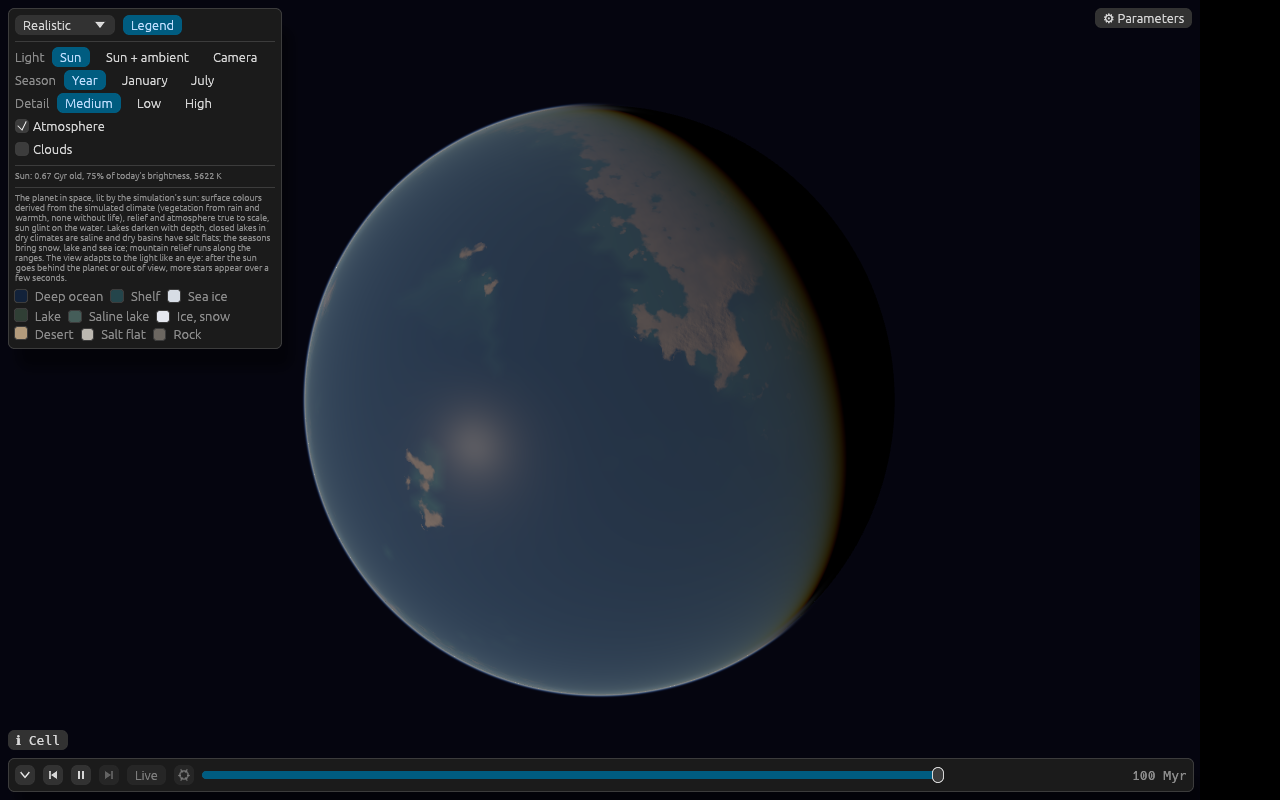 Realistic Legend
Parameters
Light Sun Sun + ambient Camera
Season Year January July
Detail Medium Low High
Atmosphere
Clouds
Sun: 0.67 Gyr old, 75% of today's brightness, 5622 K
The planet in space, lit by the simulation's sun: surface colours
derived from the simulated climate (vegetation from rain and
warmth, none without life), relief and atmosphere true to scale,
sun glint on the water. Lakes darken with depth, closed lakes in
dry climates are saline and dry basins have salt flats; the seasons
bring snow, lake and sea ice; mountain relief runs along the
ranges. The view adapts to the light like an eye: after the sun
goes behind the planet or out of view, more stars appear over a
few seconds.
Deep ocean Shelf Sea ice
Lake Saline lake Ice, snow
Desert Salt flat Rock
i Cell
Live 100 Myr